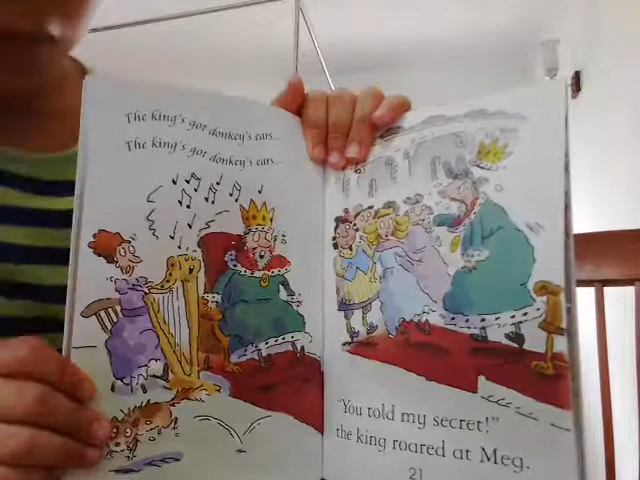 The king's got donkey's ears...
The king's got donkey's ears...
"You told my secret!"
the king roared at Meg.
21